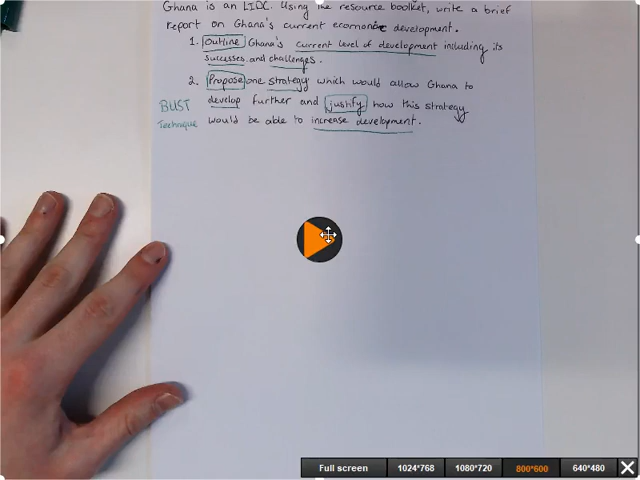 Ghana is an LIDC. Using the resource booklet, write a brief
report on Ghana's current economic development.
1. Outline Ghana's current level of development including its
successes and challenges.
2. Propose one strategy which would allow Ghana to
develop further and justify how this strategy
would be able to increase development.
BUST
Technique
Full screen 1024*768 1080*720 800*600 640*480